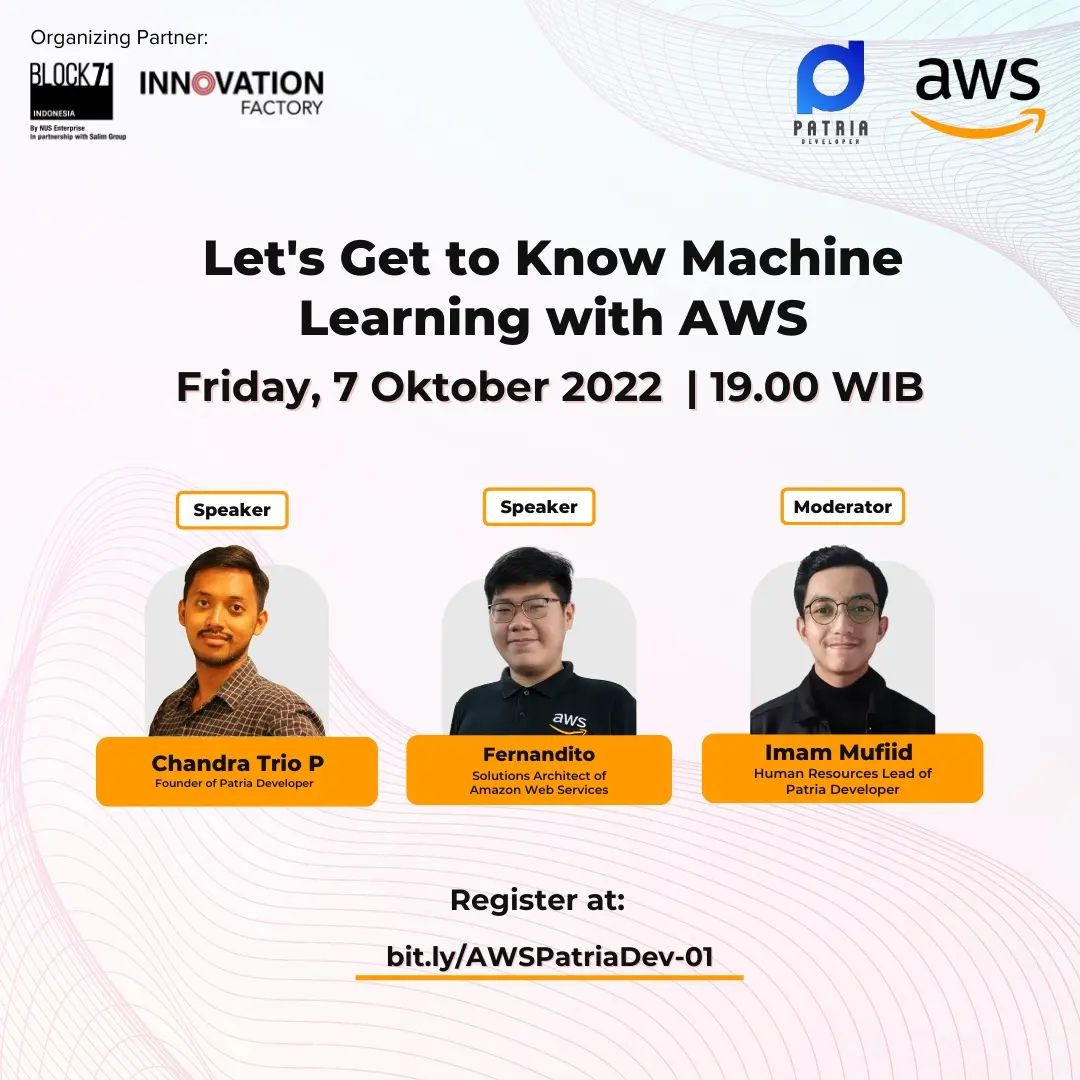 Organizing Partner:
BLOCK71
INDONESIA
By NUS Enterprise
In partnership with Salim Group
INNOVATION
FACTORY
PATRIA
DEVELOPER
aws
Let's Get to Know Machine
Learning with AWS
Friday, 7 Oktober 2022 | 19.00 WIB
Speaker
Speaker
Moderator
aws
Chandra Trio P
Founder of Patria Developer
Fernandito
Solutions Architect of
Amazon Web Services
Imam Mufiid
Human Resources Lead of
Patria Developer
Register at:
bit.ly/AWSPatriaDev-01